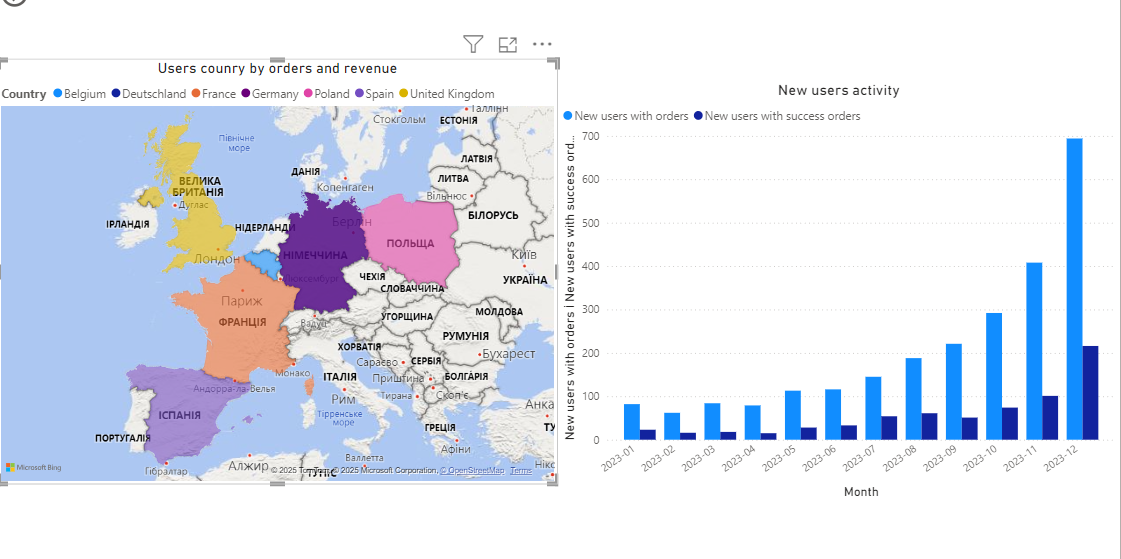 Users counry by orders and revenue
Country Belgium Deutschland France Germany Poland Spain United Kingdom
Таллінн
Стокгольм
ЕСТОНІЯ
Північне
море
ЛАТВІЯ
ДАНІЯ
ЛИТВА
ВЕЛИКА
БРИТАНІЯ
Копенгаген
Вільнюс
Дуглас
БІЛОРУСЬ
ІРЛАНДІЯ
НІДЕРЛАНДИ
Берлін
ПОЛЬЩА
Лондон
НІМЕЧЧИНА
Київ
Люксембург
ЧЕХІЯ
УКРАЇНА
СЛОВАЧЧИНА
Париж
ФРАНЦІЯ
Вадуц
УГОРЩИНА
МОЛДОВА
РУМУНІЯ
ХОРВАТІЯ
Бухарест
Сараєво
СЕРБІЯ
Монако
ІТАЛІЯ
Приштина
БОЛГАРІЯ
Андорра-ла-Велья
Рим
Тирана
Скоп'є
Анка
ІСПАНІЯ
Тірренське
море
ГРЕЦІЯ
ТУ
ПОРТУГАЛІЯ
Афіни
Валлетта
Ніко
Гібралтар
Алжир
ТУНІС
Microsoft Bing
© 2025 TomTom, © 2025 Microsoft Corporation, © OpenStreetMap Terms
New users activity
New users with orders New users with success orders
New users with orders | New users with success ord...
700
600
500
400
300
200
100
0
2023-01
2023-02
2023-03
2023-04
2023-05
2023-06
2023-07
2023-08
2023-09
2023-10
2023-11
2023-12
Month